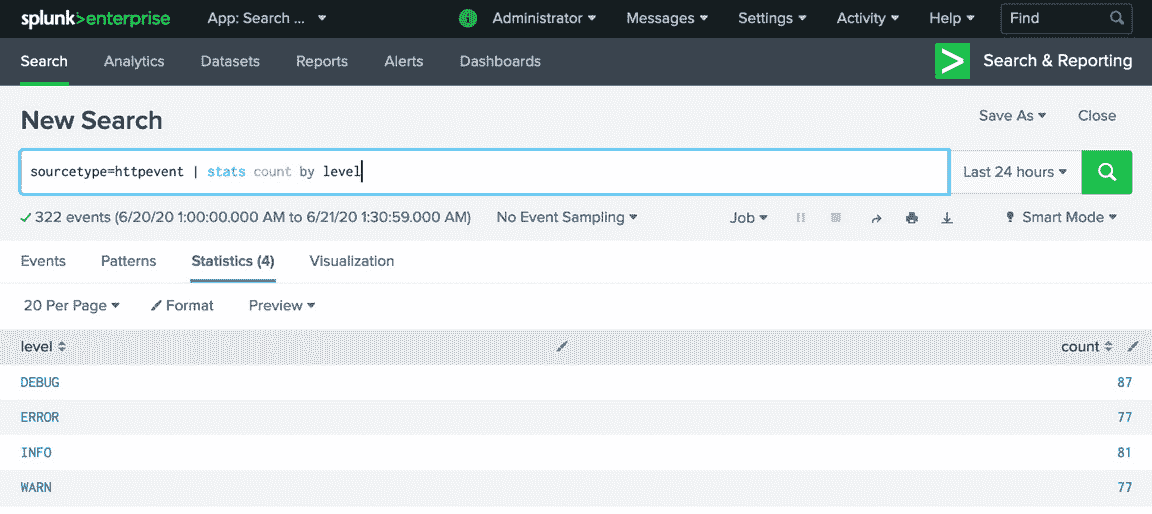 splunk>enterprise App: Search ... Administrator Messages Settings Activity Help Find
Search Analytics Datasets Reports Alerts Dashboards > Search & Reporting
New Search Save As Close
sourcetype=httpevent | stats count by level Last 24 hours
322 events (6/20/20 1:00:00.000 AM to 6/21/20 1:30:59.000 AM) No Event Sampling Job Smart Mode
Events Patterns Statistics (4) Visualization
20 Per Page Format Preview
level count
DEBUG 87
ERROR 77
INFO 81
WARN 77